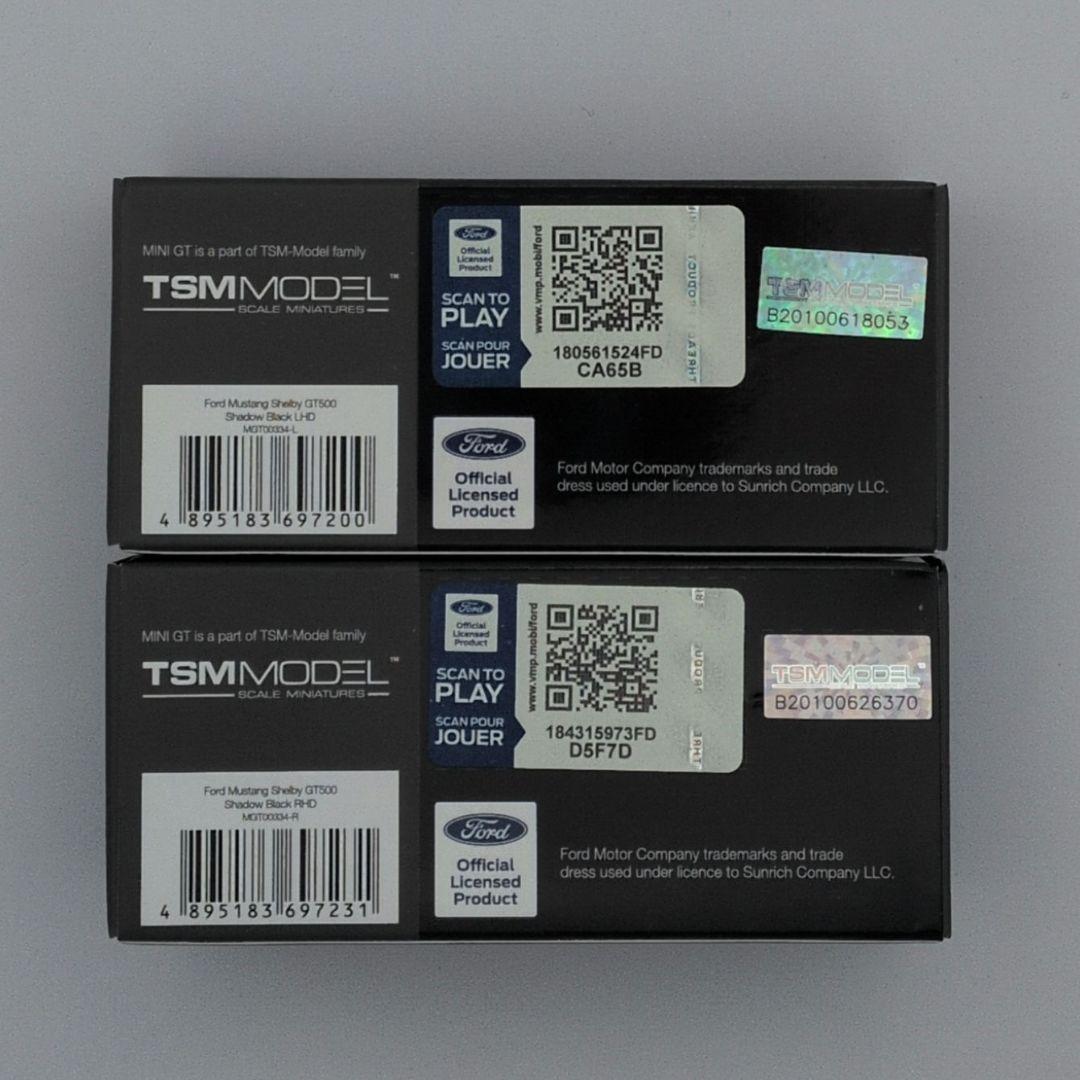 MINI GT is a part of TSM-Model family
TSMMODEL™
SCALE MINIATURES
Ford Mustang Shelby GT500
Shadow Black LHD
MGT00334-L
4 895183 697200
Ford
Official
Licensed
Product
SCAN TO
PLAY
SCAN POUR
JOUER
www.vmp.mobi/ford
180561524FD
CA65B
TSMMODEL
B20100618053
Ford
Official
Licensed
Product
Ford Motor Company trademarks and trade
dress used under licence to Sunrich Company LLC.
MINI GT is a part of TSM-Model family
TSMMODEL™
SCALE MINIATURES
Ford Mustang Shelby GT500
Shadow Black RHD
MGT00334-R
4 895183 697231
Ford
Official
Licensed
Product
SCAN TO
PLAY
SCAN POUR
JOUER
www.vmp.mobi/ford
184315973FD
D5F7D
TSMMODEL™
B20100626370
Ford
Official
Licensed
Product
Ford Motor Company trademarks and trade
dress used under licence to Sunrich Company LLC.